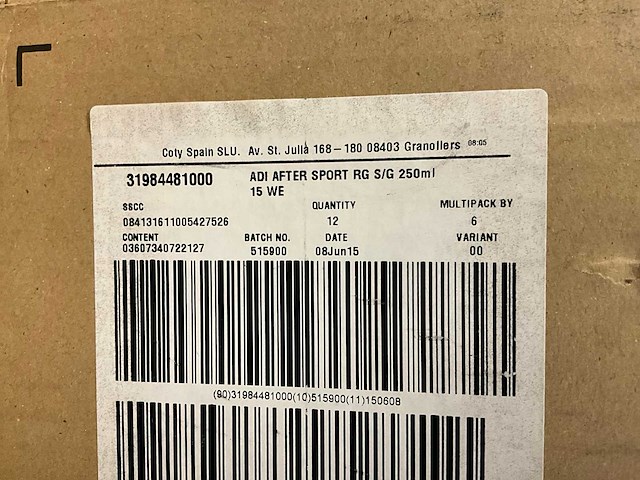 Coty Spain SLU. Av. St. Julià 168-180 08403 Granollers 08:05
31984481000 ADI AFTER SPORT RG S/G 250ml
15 WE
SSCC QUANTITY MULTIPACK BY
084131611005427526 12 6
CONTENT BATCH NO. DATE VARIANT
03607340722127 515900 08Jun15 00
(90)31984481000(10)515900(11)150608